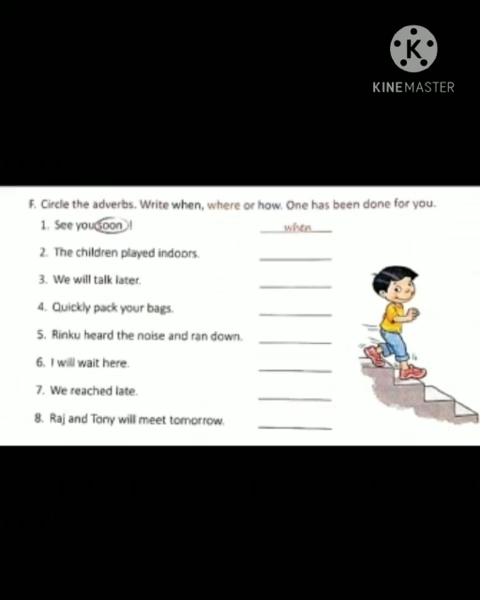 K
KINEMASTER
F. Circle the adverbs. Write when, where or how. One has been done for you.
1. See you soon! when
2. The children played indoors.
3. We will talk later.
4. Quickly pack your bags.
5. Rinku heard the noise and ran down.
6. I will wait here.
7. We reached late.
8. Raj and Tony will meet tomorrow.